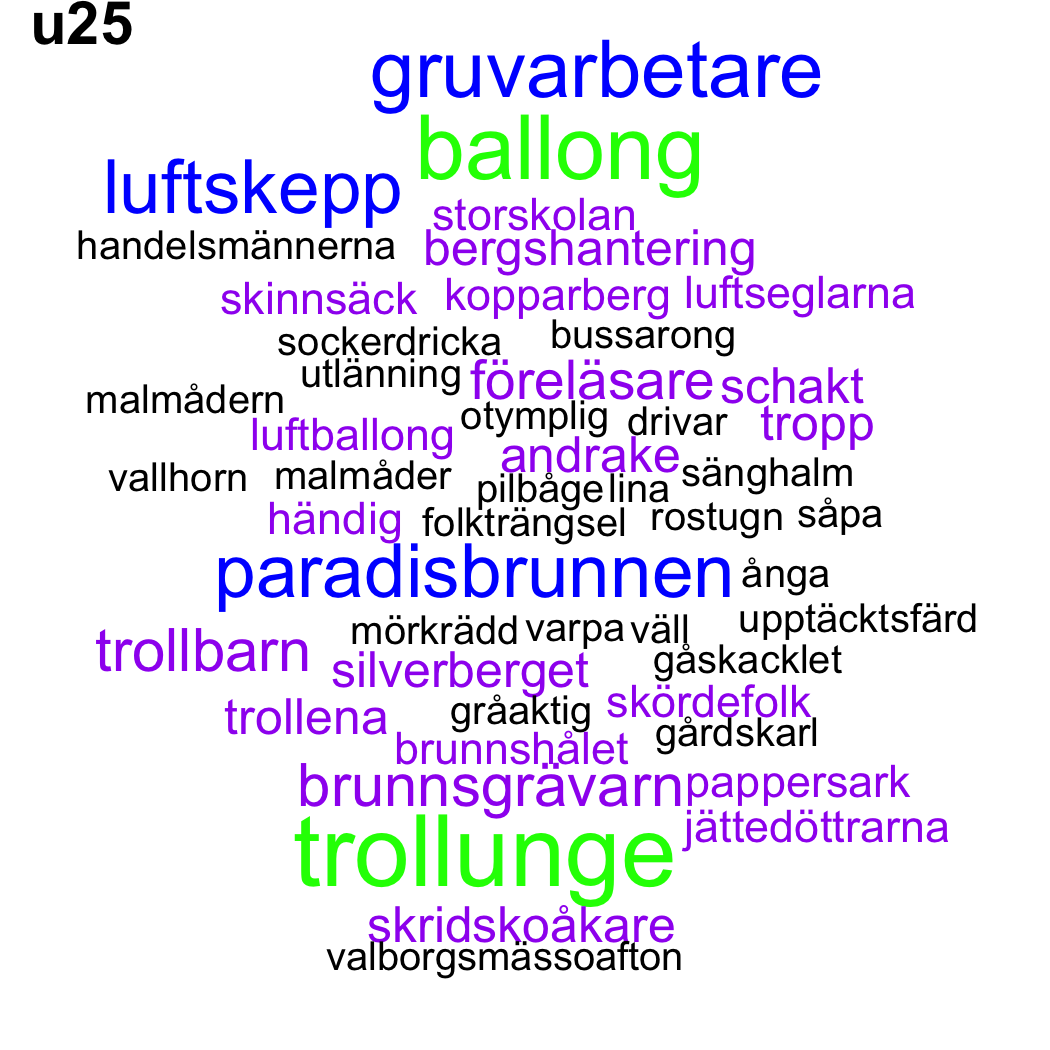 u25
gruvarbetare
ballong
luftskepp
storskolan
handelsmännerna bergshantering
skinnsäck kopparberg luftseglarna
sockerdricka bussarong
utlänning föreläsare schakt
malmådern otymplig drivar tropp
luftballong andrake
vallhorn malmåder pilbåge lina sänghalm
händig folkträngsel rostugn såpa
paradisbrunnen ånga
mörkrädd varpa väll upptäcktsfärd
trollbarn silverberget gåskacklet
trollena gråaktig skördefolk
brunnshålet gårdskarl
brunnsgrävarn pappersark
trollunge jättedöttrarna
skridskoåkare
valborgsmässoafton